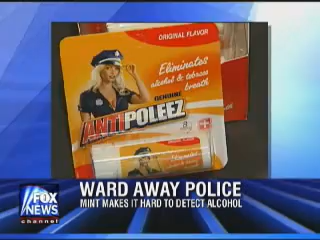 ORIGINAL FLAVOR
Eliminates
alcohol & tobacco
breath
GENUINE
ANTIPOLEEZ
FOX
NEWS
channel
WARD AWAY POLICE
MINT MAKES IT HARD TO DETECT ALCOHOL